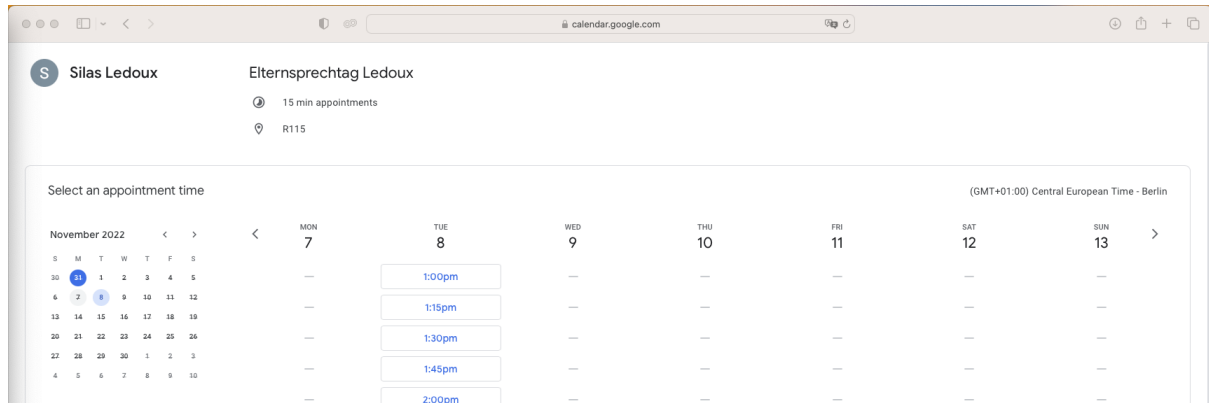 calendar.google.com
S Silas Ledoux
Elternsprechtag Ledoux
15 min appointments
R115
Select an appointment time
(GMT+01:00) Central European Time - Berlin
November 2022 < >
S M T W T F S
30 31 1 2 3 4 5
6 7 8 9 10 11 12
13 14 15 16 17 18 19
20 21 22 23 24 25 26
27 28 29 30 1 2 3
4 5 6 7 8 9 10
< MON TUE WED THU FRI SAT SUN >
7 8 9 10 11 12 13
— 1:00pm — — — — —
— 1:15pm — — — — —
— 1:30pm — — — — —
— 1:45pm — — — — —
— 2:00pm — — — — —